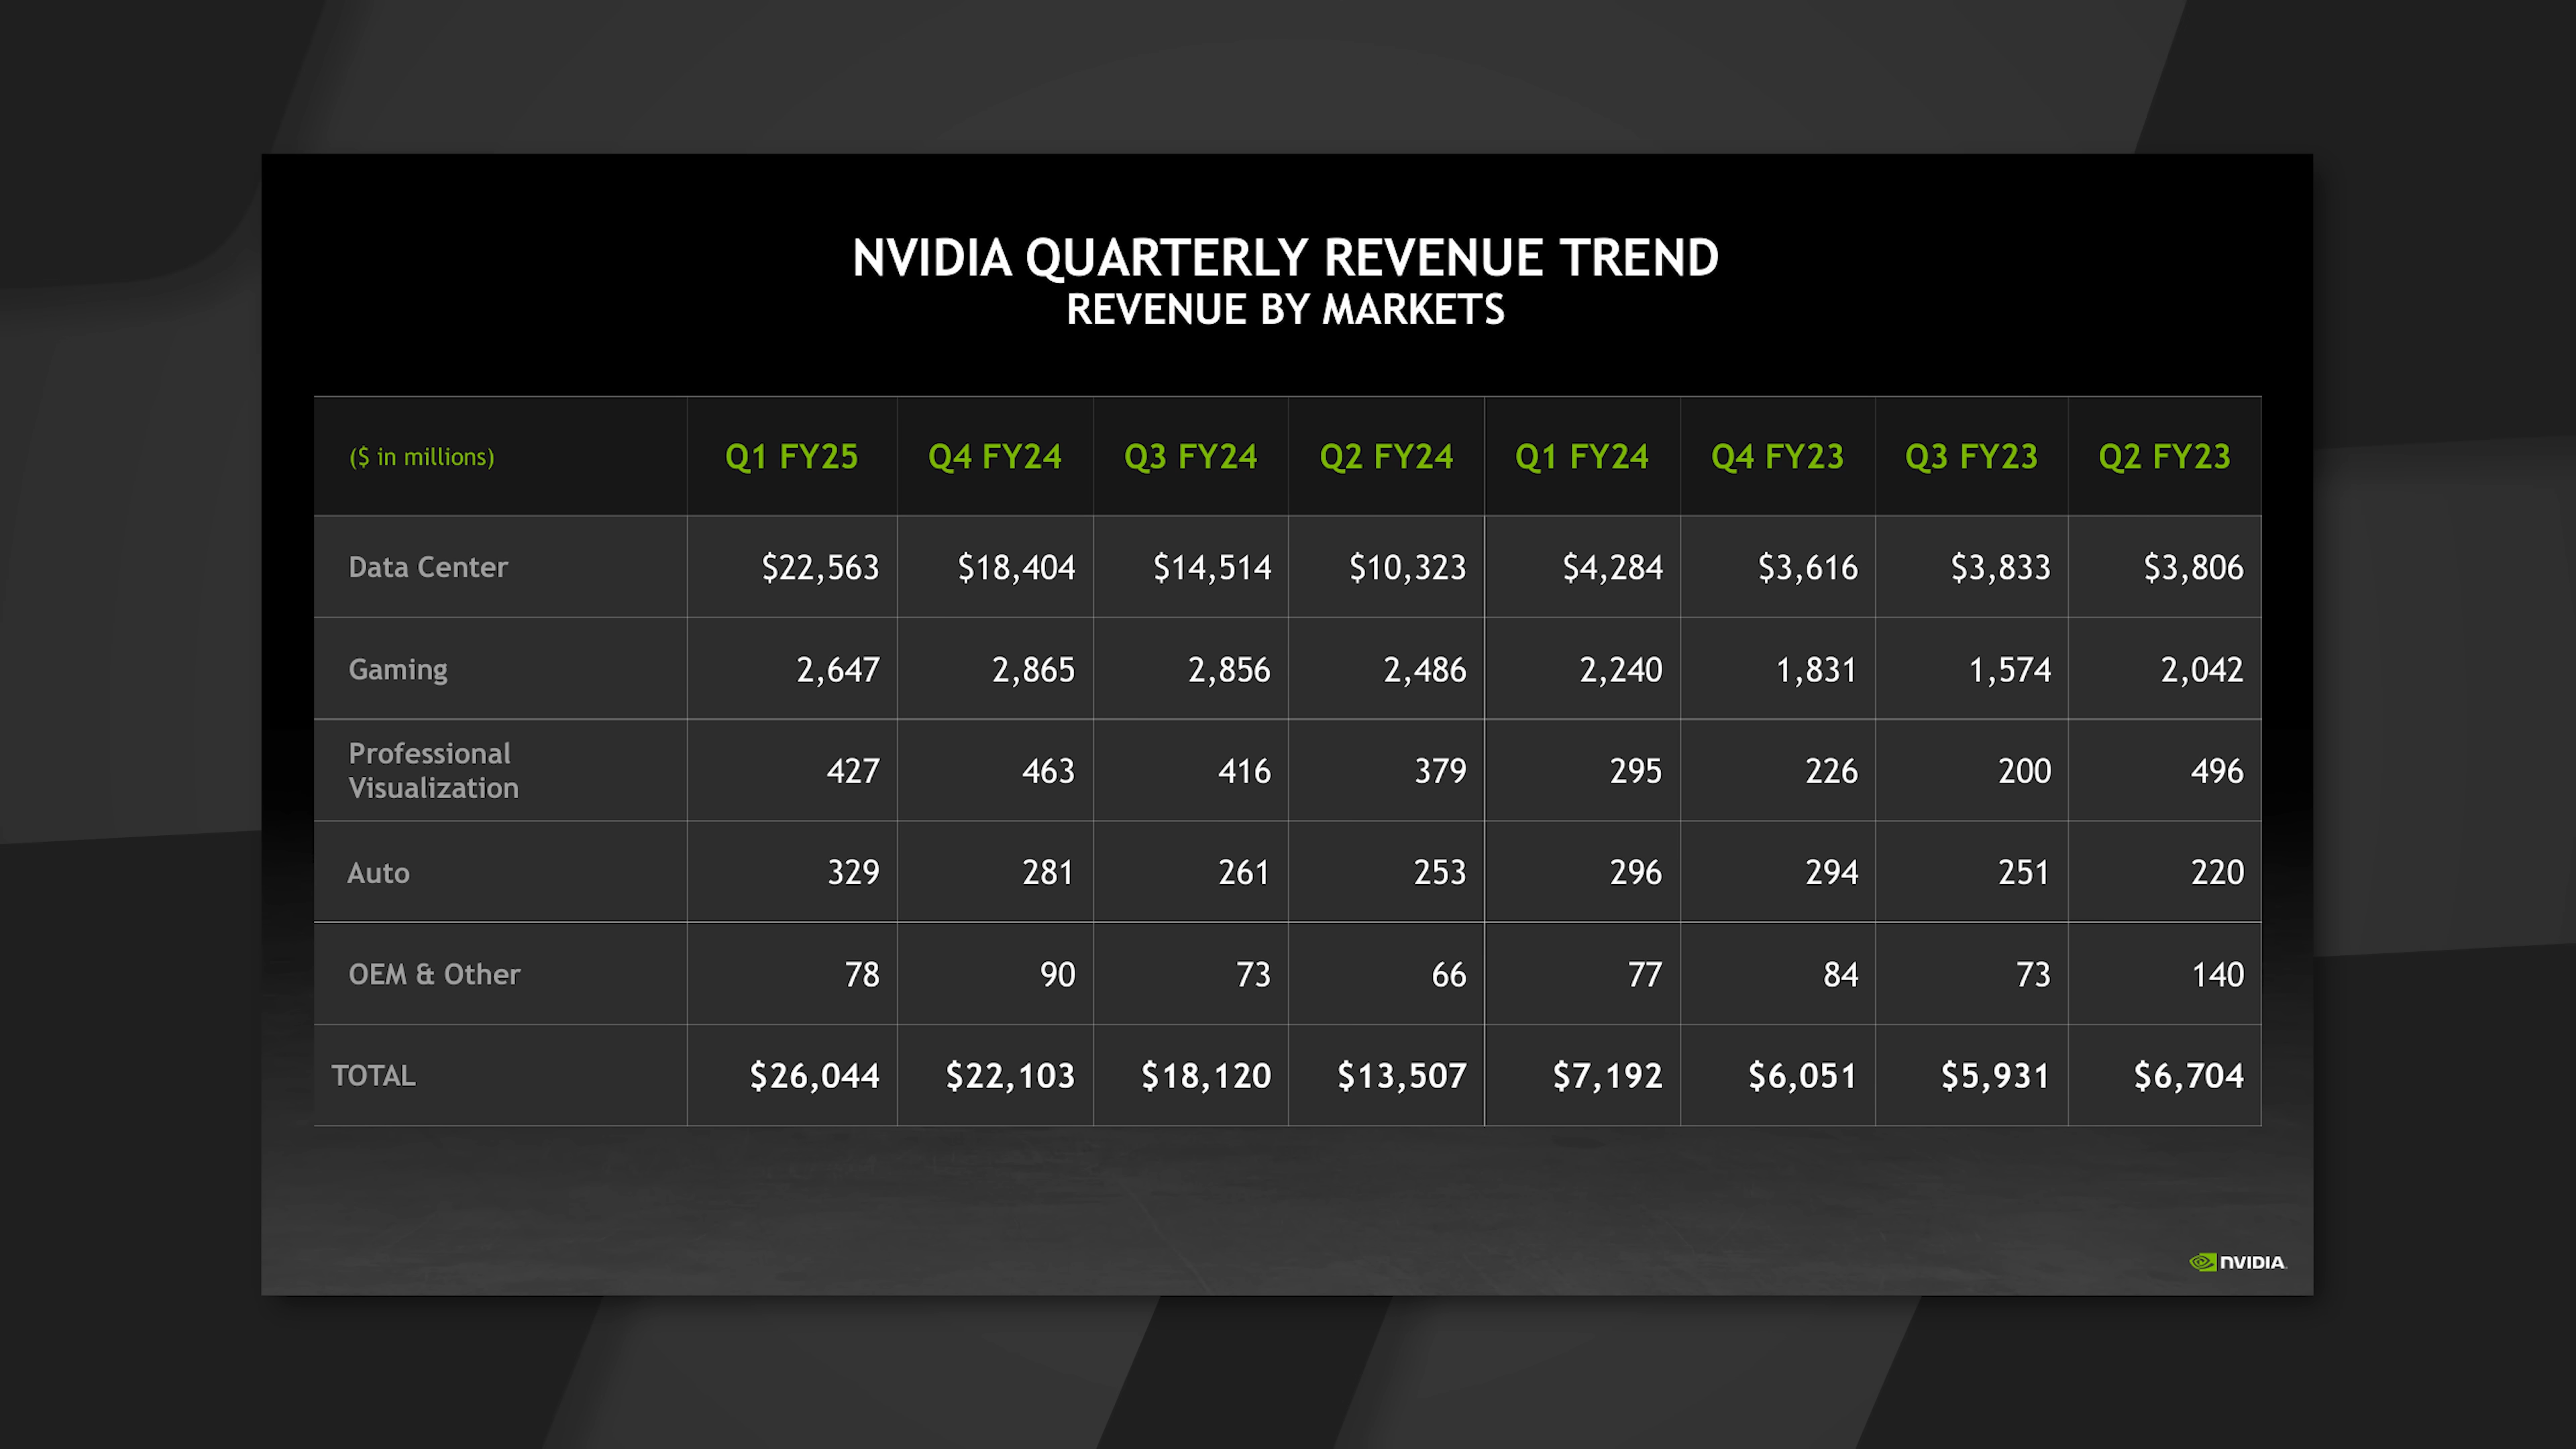 NVIDIA QUARTERLY REVENUE TREND
REVENUE BY MARKETS
($ in millions) Q1 FY25 Q4 FY24 Q3 FY24 Q2 FY24 Q1 FY24 Q4 FY23 Q3 FY23 Q2 FY23
Data Center $22,563 $18,404 $14,514 $10,323 $4,284 $3,616 $3,833 $3,806
Gaming 2,647 2,865 2,856 2,486 2,240 1,831 1,574 2,042
Professional
Visualization 427 463 416 379 295 226 200 496
Auto 329 281 261 253 296 294 251 220
OEM & Other 78 90 73 66 77 84 73 140
TOTAL $26,044 $22,103 $18,120 $13,507 $7,192 $6,051 $5,931 $6,704
NVIDIA